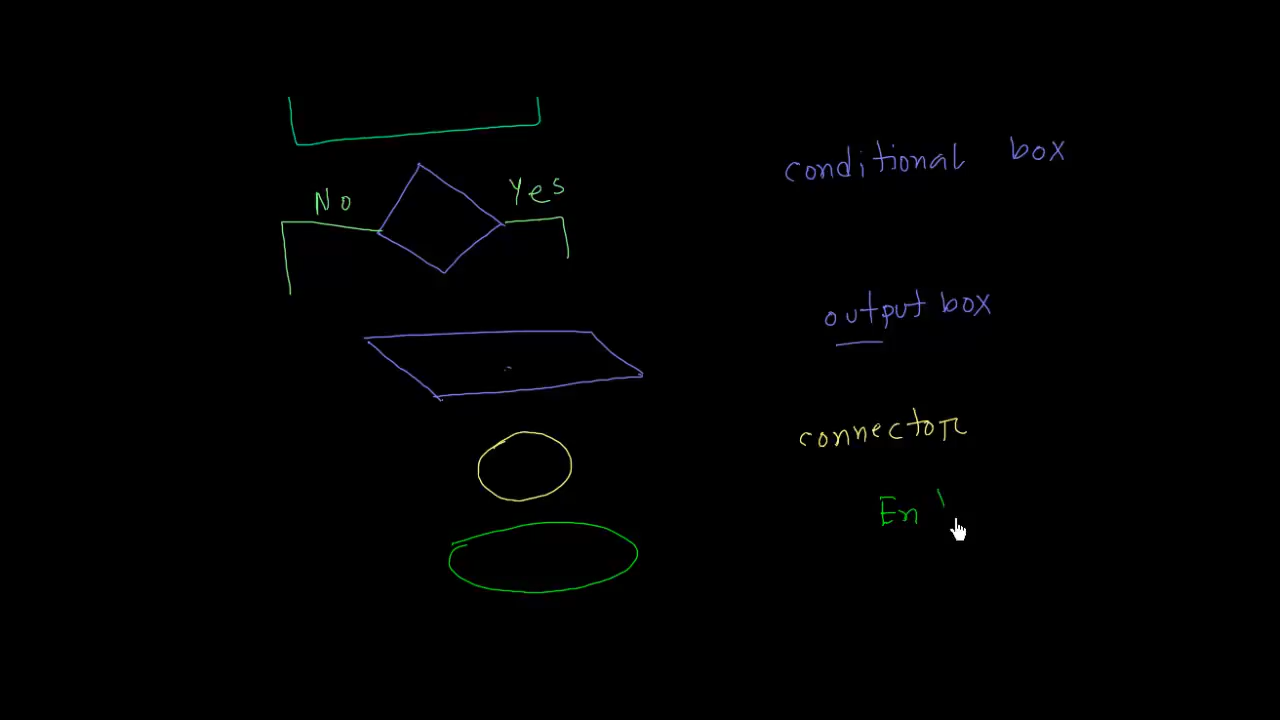 conditional box
No Yes
output box
connector
En